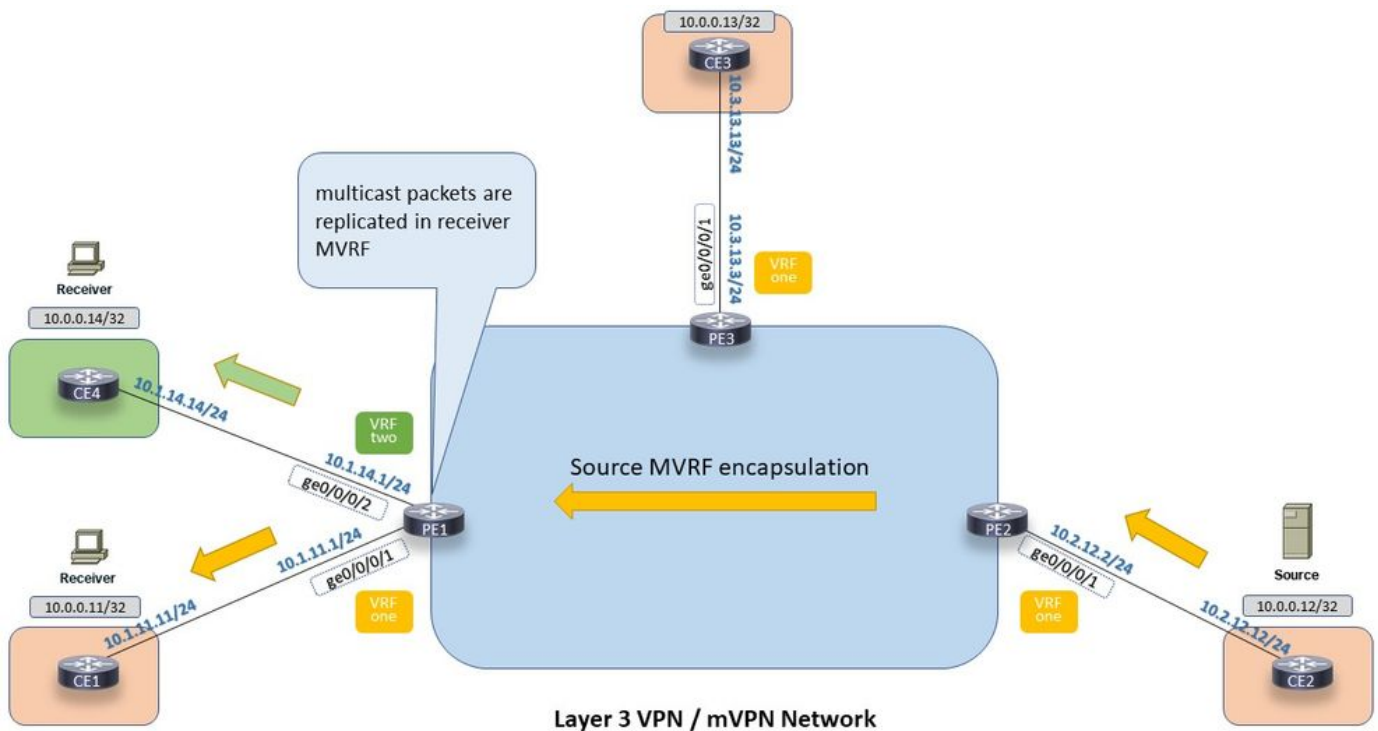 10.0.0.13/32
CE3
10.3.13.13/24
multicast packets are
replicated in receiver
MVRF
ge0/0/0/1
10.3.13.3/24
VRF
one
PE3
Receiver
10.0.0.14/32
CE4
10.1.14.14/24
VRF
two
10.1.14.1/24
ge0/0/0/2
Source MVRF encapsulation
PE1
PE2
10.2.12.2/24
ge0/0/0/1
Source
Receiver
10.1.11.1/24
ge0/0/0/1
10.0.0.11/32
10.1.11.11/24
VRF
one
VRF
one
10.0.0.12/32
10.2.12.12/24
CE1
CE2
Layer 3 VPN / mVPN Network